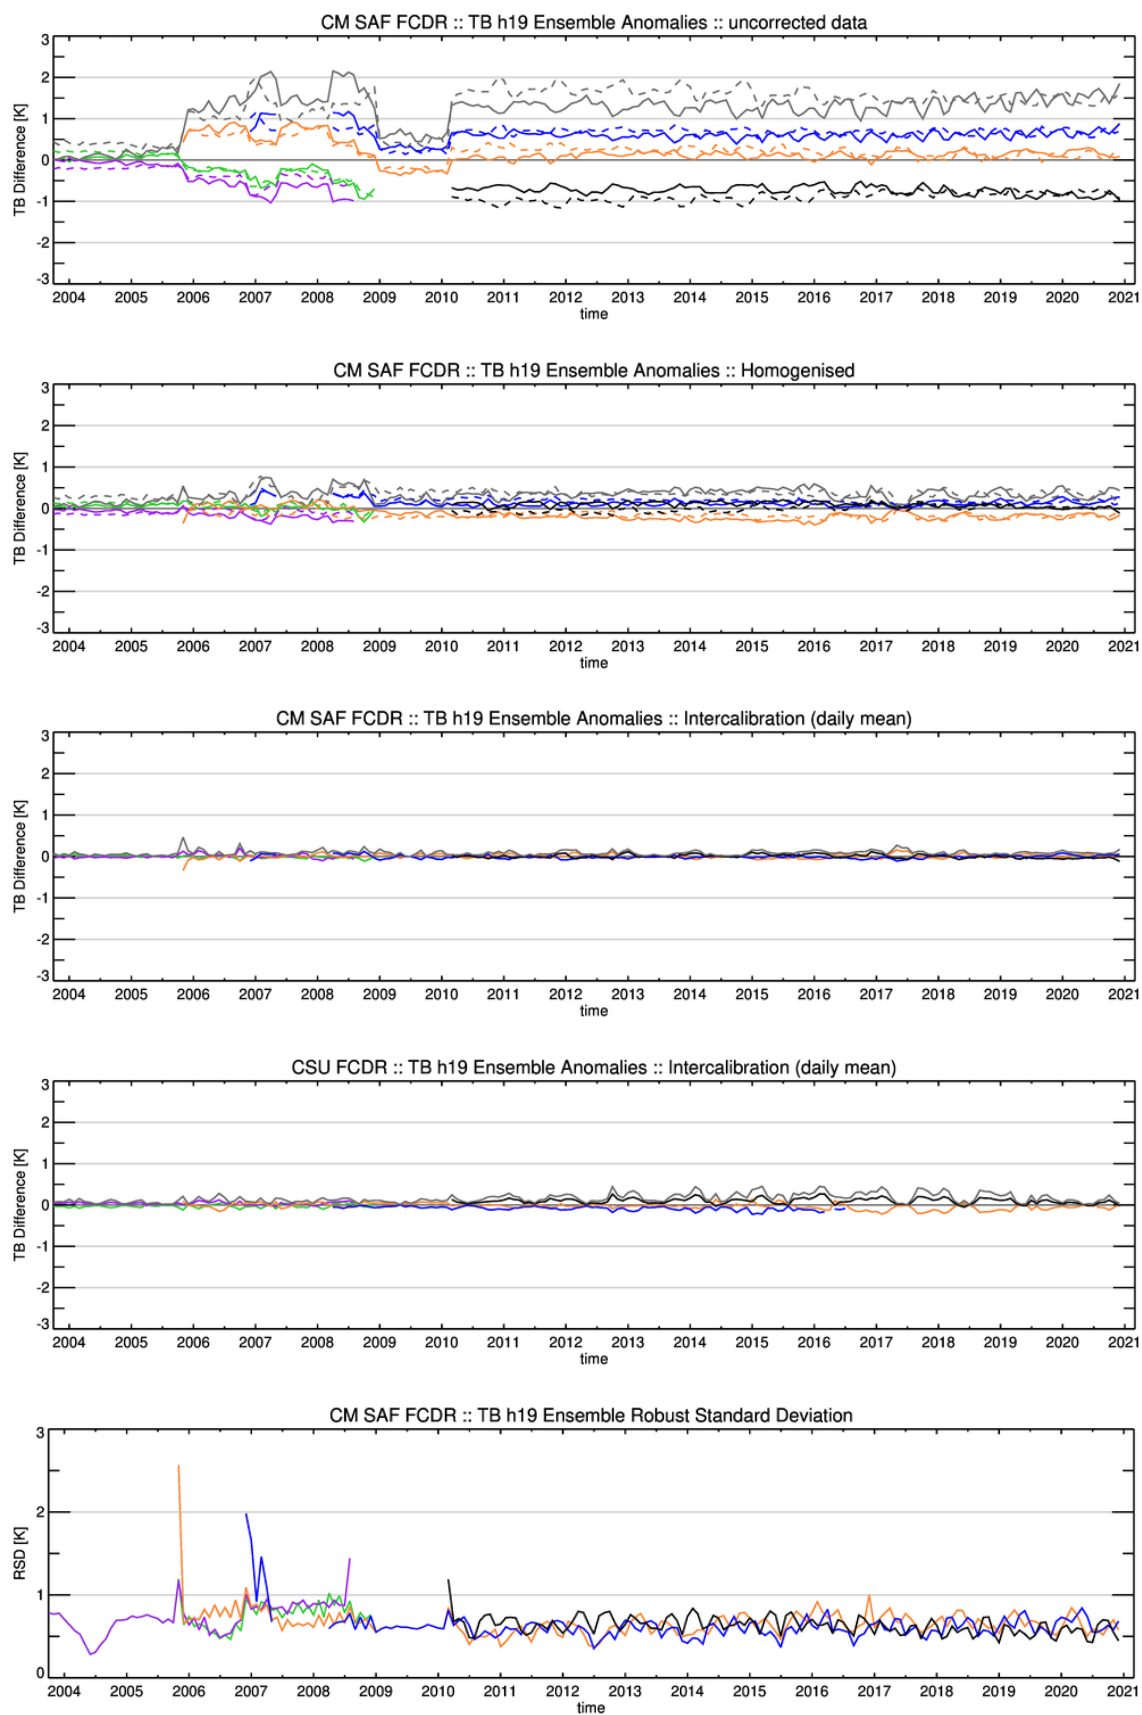 CM SAF FCDR :: TB h19 Ensemble Anomalies :: uncorrected data
3
2
1
0
-1
-2
-3
TB Difference [K]
2004 2005 2006 2007 2008 2009 2010 2011 2012 2013 2014 2015 2016 2017 2018 2019 2020 2021
time
CM SAF FCDR :: TB h19 Ensemble Anomalies :: Homogenised
3
2
1
0
-1
-2
-3
TB Difference [K]
2004 2005 2006 2007 2008 2009 2010 2011 2012 2013 2014 2015 2016 2017 2018 2019 2020 2021
time
CM SAF FCDR :: TB h19 Ensemble Anomalies :: Intercalibration (daily mean)
3
2
1
0
-1
-2
-3
TB Difference [K]
2004 2005 2006 2007 2008 2009 2010 2011 2012 2013 2014 2015 2016 2017 2018 2019 2020 2021
time
CSU FCDR :: TB h19 Ensemble Anomalies :: Intercalibration (daily mean)
3
2
1
0
-1
-2
-3
TB Difference [K]
2004 2005 2006 2007 2008 2009 2010 2011 2012 2013 2014 2015 2016 2017 2018 2019 2020 2021
time
CM SAF FCDR :: TB h19 Ensemble Robust Standard Deviation
3
2
1
0
RSD [K]
2004 2005 2006 2007 2008 2009 2010 2011 2012 2013 2014 2015 2016 2017 2018 2019 2020 2021
time